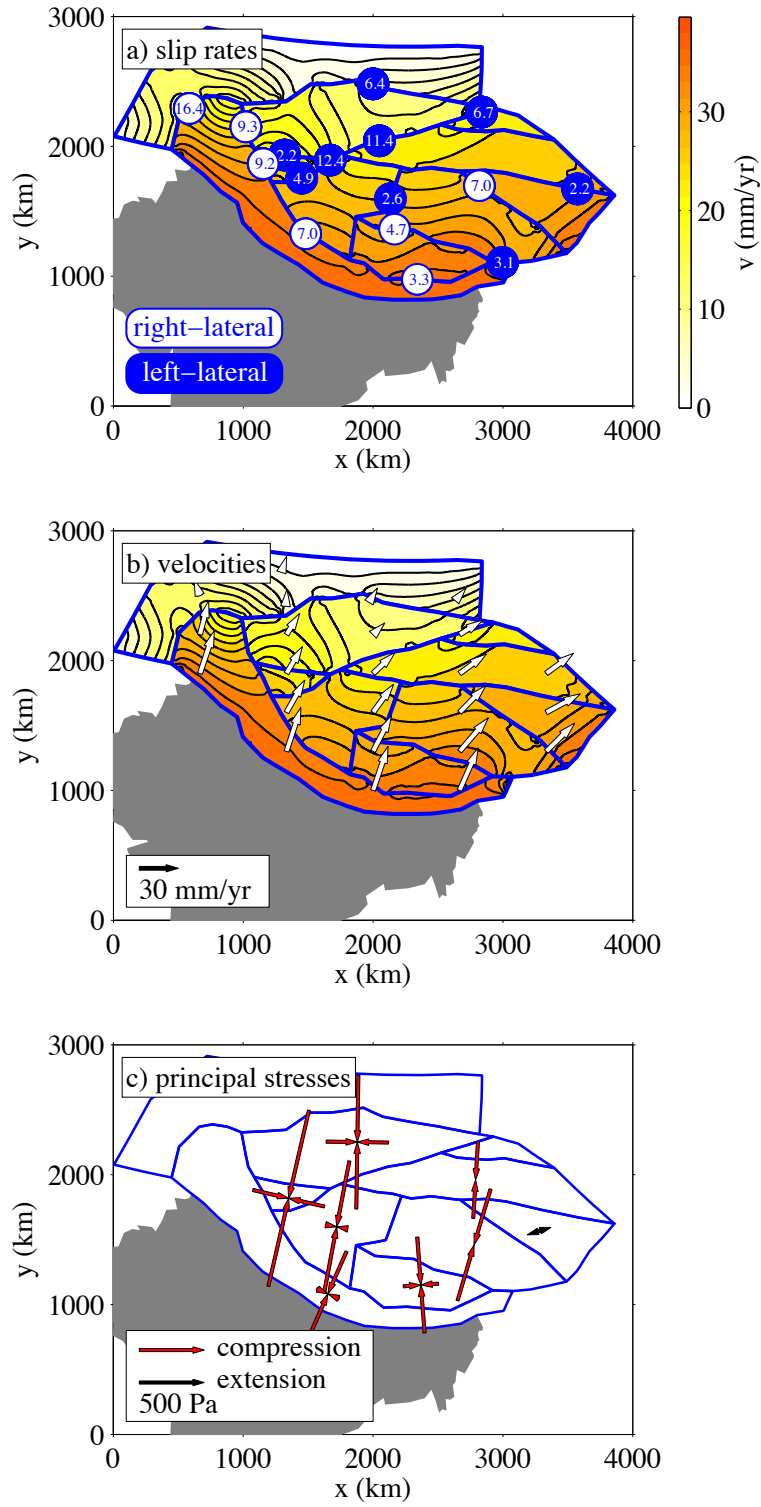 3000
a) slip rates
6.4
16.4
6.7
9.3
11.4
2000
2.2
12.4
9.2
4.9
7.0
2.2
2.6
7.0
4.7
3.1
1000
3.3
right−lateral
left−lateral
0
0
1000
2000
3000
4000
x (km)
y (km)
30
20
10
0
v (mm/yr)
3000
b) velocities
2000
1000
30 mm/yr
0
0
1000
2000
3000
4000
x (km)
y (km)
3000
c) principal stresses
2000
1000
compression
extension
500 Pa
0
0
1000
2000
3000
4000
x (km)
y (km)